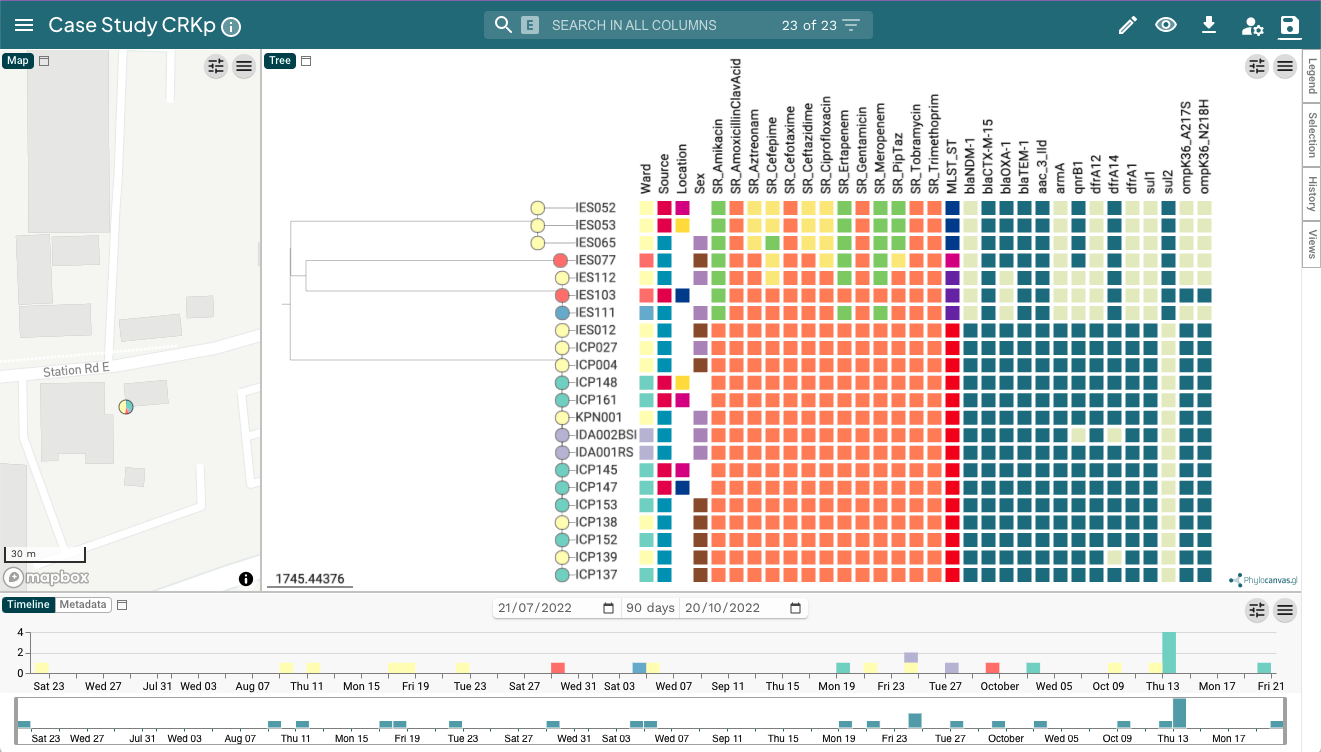 Case Study CRKp
E SEARCH IN ALL COLUMNS 23 of 23
Map
Station Rd E
30 m
mapbox
Tree
Ward
Source
Location
Sex
SR_Amikacin
SR_AmoxicillinClavAcid
SR_Aztreonam
SR_Cefepime
SR_Cefotaxime
SR_Ceftazidime
SR_Ciprofloxacin
SR_Ertapenem
SR_Gentamicin
SR_Meropenem
SR_PipTaz
SR_Tobramycin
SR_Trimethoprim
MLST_ST
blaNDM-1
blaCTX-M-15
blaOXA-1
blaTEM-1
aac_3_IId
armA
qnrB1
dfrA12
dfrA14
dfrA1
sul1
sul2
ompK36_A217S
ompK36_N218H
IES052
IES053
IES065
IES077
IES112
IES103
IES111
IES012
ICP027
ICP004
ICP148
ICP161
KPN001
IDA002BSI
IDA001RS
ICP145
ICP147
ICP153
ICP138
ICP152
ICP139
ICP137
1745.44376
Phylocanvas.gl
Legend
Selection
History
Views
Timeline Metadata
21/07/2022 90 days 20/10/2022
4
2
0
Sat 23 Wed 27 Jul 31 Wed 03 Aug 07 Thu 11 Mon 15 Fri 19 Tue 23 Sat 27 Wed 31 Sat 03 Wed 07 Sep 11 Thu 15 Mon 19 Fri 23 Tue 27 October Wed 05 Oct 09 Thu 13 Mon 17 Fri 21
Sat 23 Wed 27 Jul 31 Wed 03 Aug 07 Thu 11 Mon 15 Fri 19 Tue 23 Sat 27 Wed 31 Sat 03 Wed 07 Sep 11 Thu 15 Mon 19 Fri 23 Tue 27 October Wed 05 Oct 09 Thu 13 Mon 17